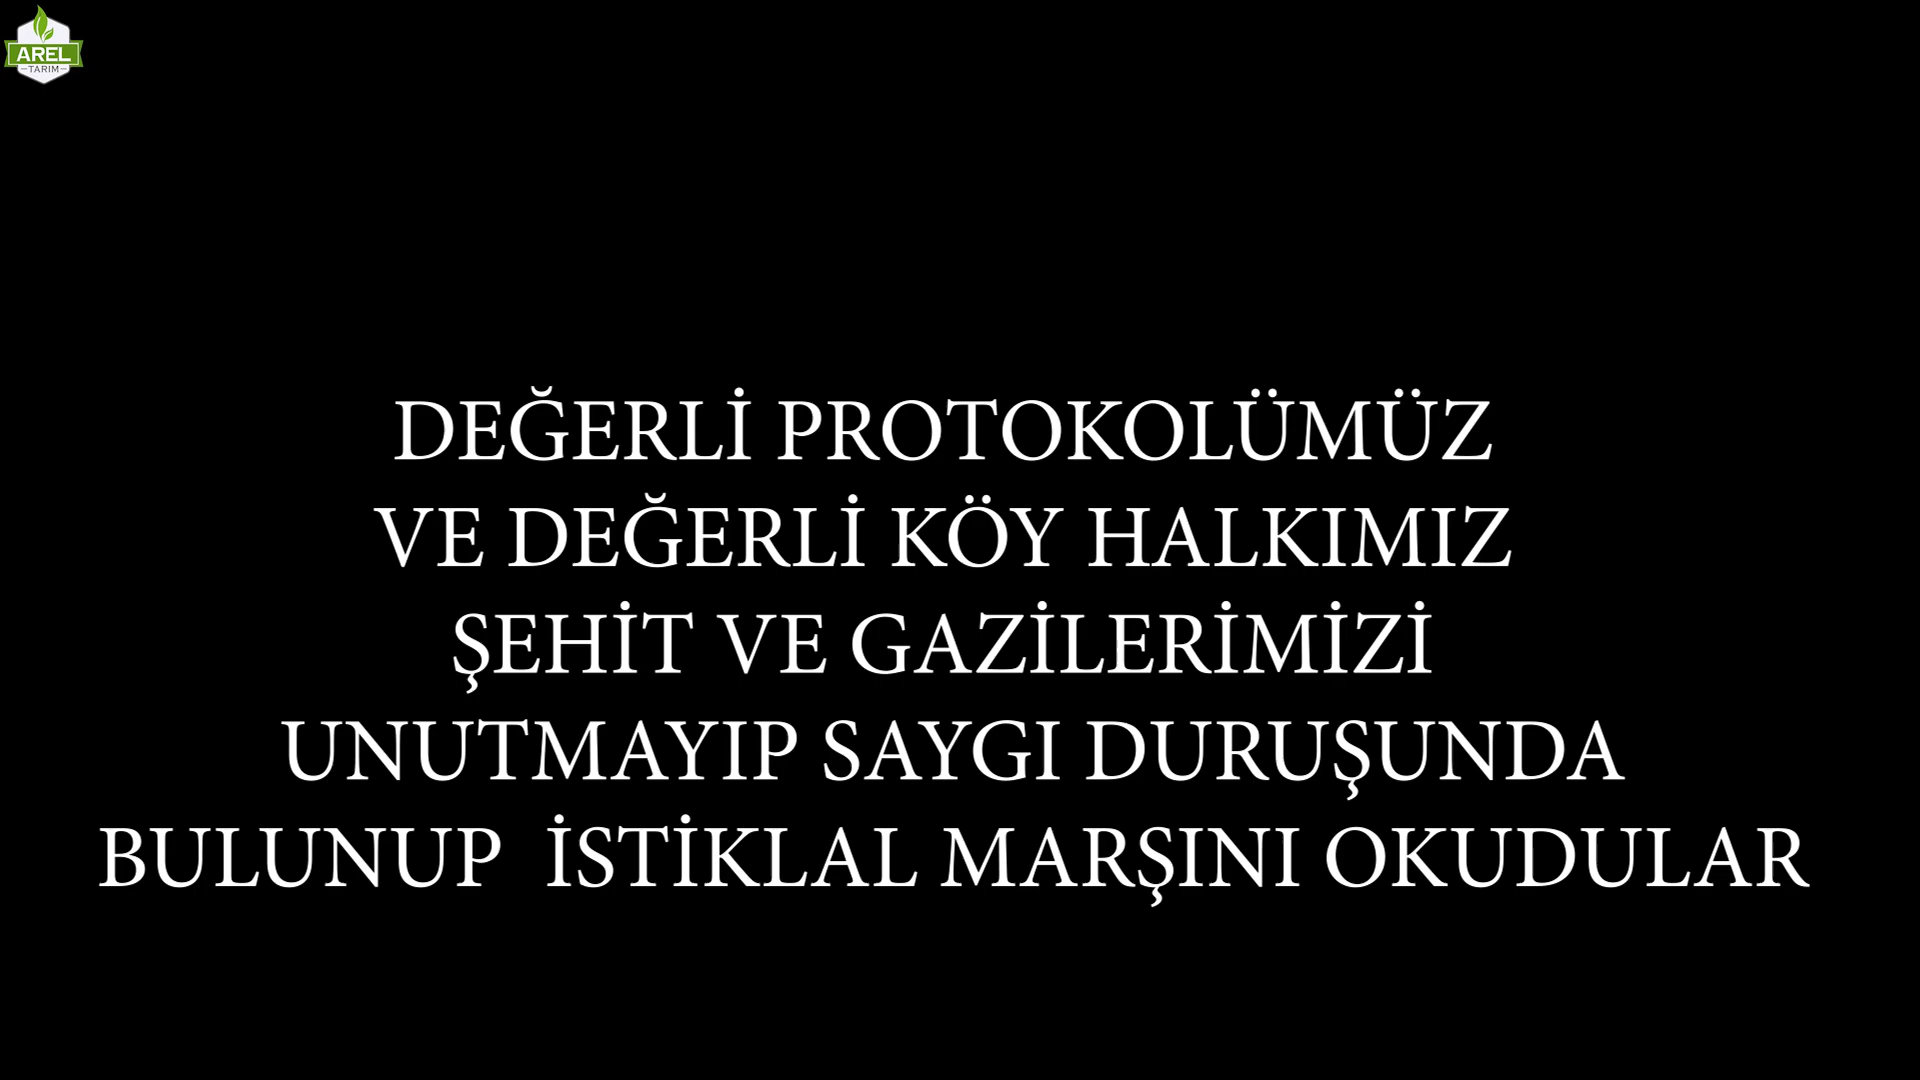 AREL
TARIM
DEĞERLİ PROTOKOLÜMÜZ
VE DEĞERLİ KÖY HALKIMIZ
ŞEHİT VE GAZİLERİMİZİ
UNUTMAYIP SAYGI DURUŞUNDA
BULUNUP  İSTİKLAL MARŞINI OKUDULAR